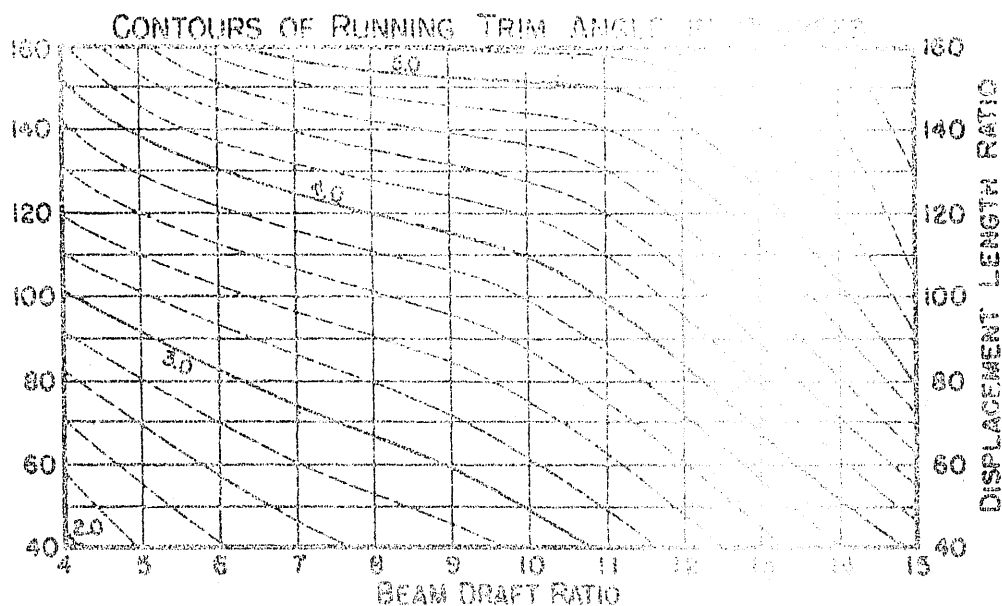 CONTOURS OF RUNNING TRIM ANGLE
160 160
140 140
120 120
100 100
80 80
60 60
40 40
5.0
4.0
3.0
2.0
4 5 6 7 8 9 10 11 12 14 15
BEAM DRAFT RATIO
DISPLACEMENT LENGTH RATIO